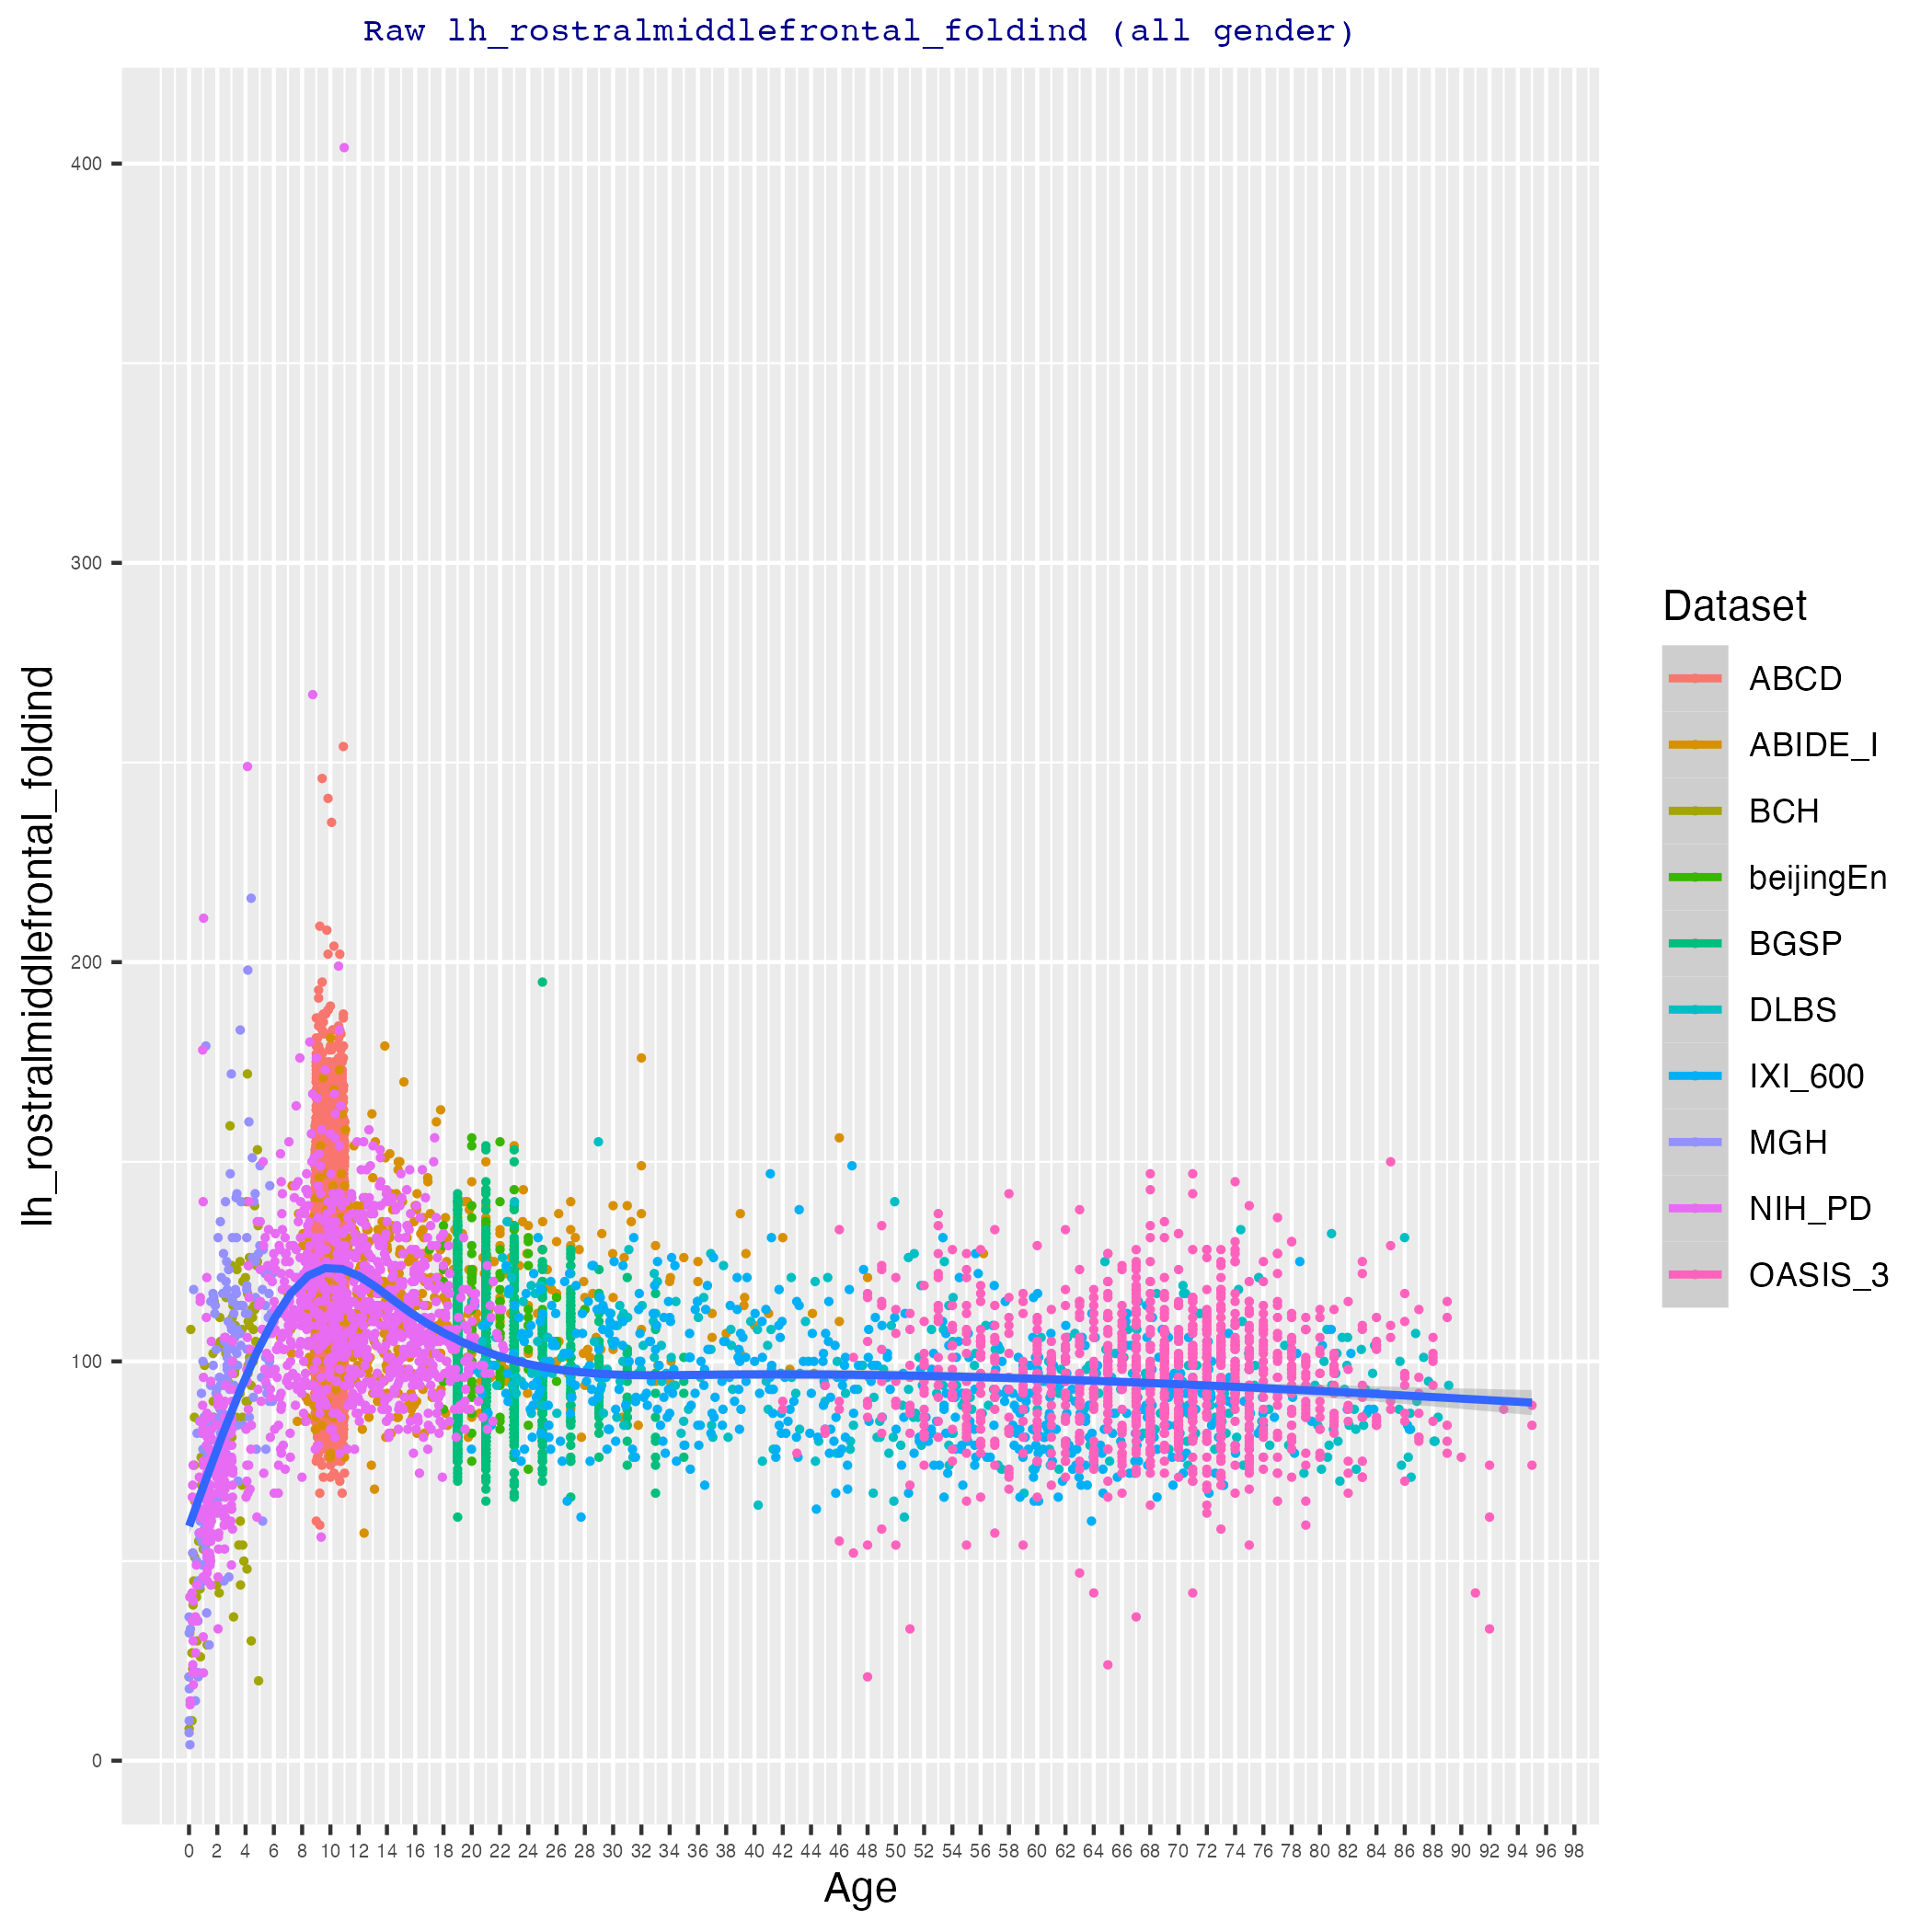 Raw lh_rostralmiddlefrontal_foldind (all gender)
lh_rostralmiddlefrontal_foldind
400
300
200
100
0
0 2 4 6 8 10 12 14 16 18 20 22 24 26 28 30 32 34 36 38 40 42 44 46 48 50 52 54 56 58 60 62 64 66 68 70 72 74 76 78 80 82 84 86 88 90 92 94 96 98
Age
Dataset
ABCD
ABIDE_I
BCH
beijingEn
BGSP
DLBS
IXI_600
MGH
NIH_PD
OASIS_3